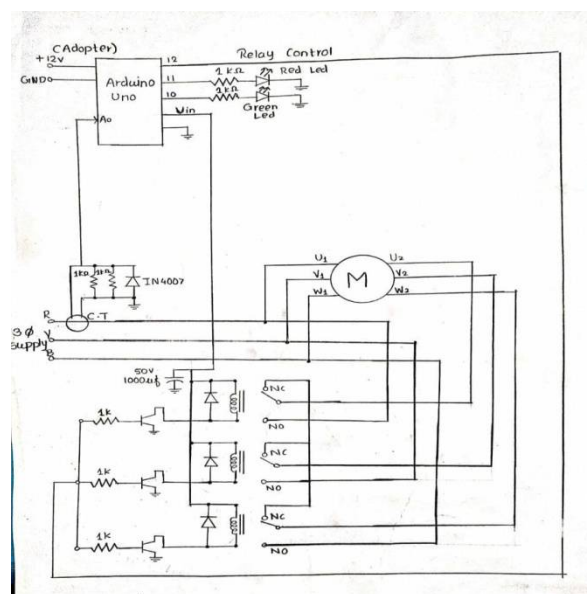 (Adopter)
+12V
GND
Arduino
Uno
A0
12
11
10
Vin
Relay Control
1kΩ
Red Led
1kΩ
Green
Led
1kΩ
1kΩ
IN4007
C-T
R
Y
B
3Ø
Supply
U1
V1
W1
M
U2
V2
W2
50V
1000uf
NC
NO
NC
NO
NC
NO
1k
1k
1k